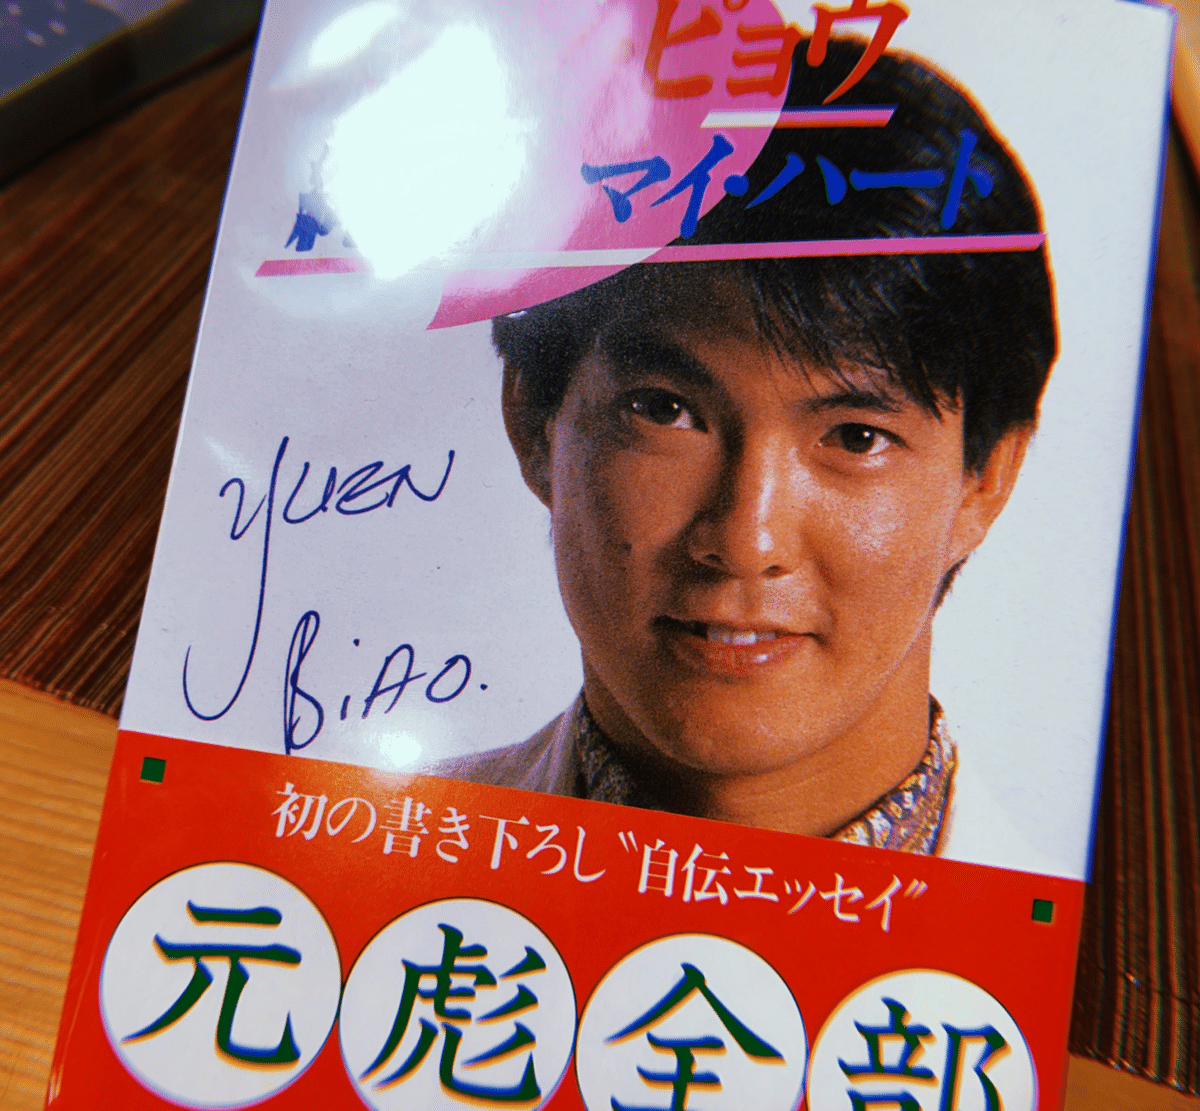 ピョウ
マイ・ハート
YUEN
BiAO.
初の書き下ろし〝自伝エッセイ〟
元彪全部